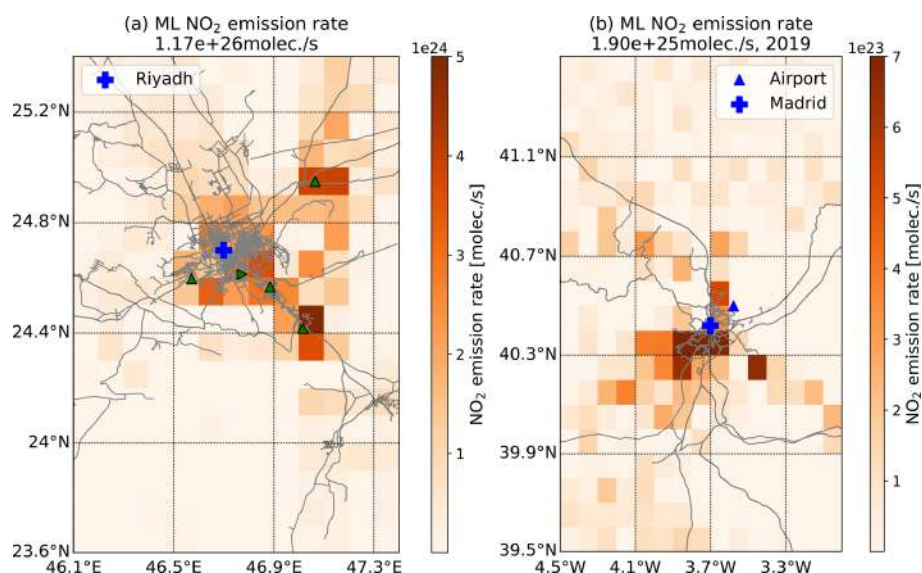 (a) ML NO₂ emission rate
1.17e+26molec./s
1e24
Riyadh
25.2°N
24.8°N
24.4°N
24°N
23.6°N
46.1°E
46.5°E
46.9°E
47.3°E
5
4
3
2
1
NO₂ emission rate [molec./s]
(b) ML NO₂ emission rate
1.90e+25molec./s, 2019
1e23
Airport
Madrid
41.1°N
40.7°N
40.3°N
39.9°N
39.5°N
4.5°W
4.1°W
3.7°W
3.3°W
7
6
5
4
3
2
1
NO₂ emission rate [molec./s]